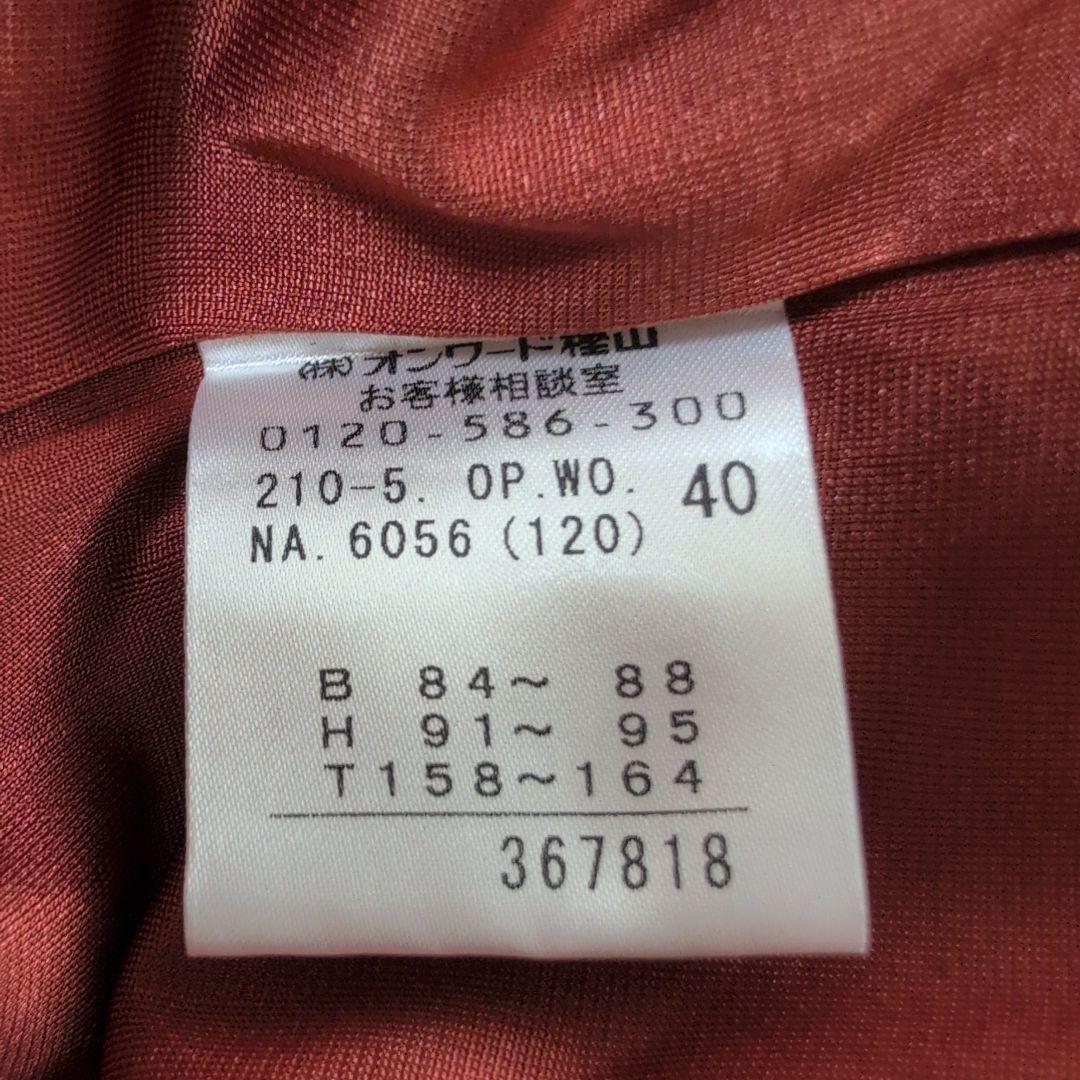 ㈱オンワード樫山
お客様相談室
0120-586-300
210-5. OP.WO. 40
NA. 6056 (120)
B 84～ 88
H 91～ 95
T158～164
367818